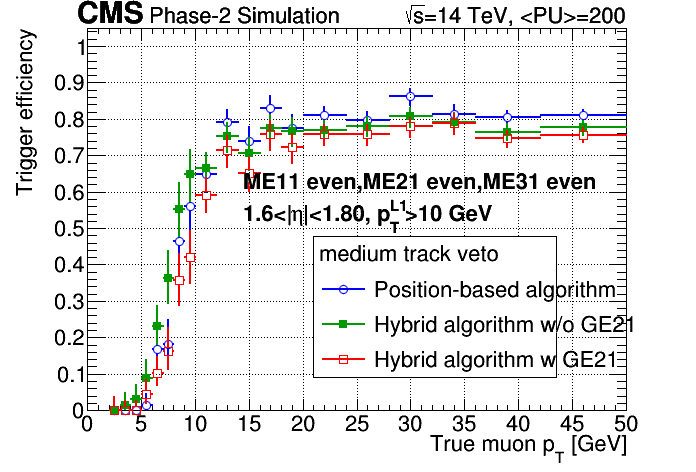 CMS Phase-2 Simulation √s=14 TeV, <PU>=200
Trigger efficiency
1
0.9
0.8
0.7
0.6
0.5
0.4
0.3
0.2
0.1
0
ME11 even,ME21 even,ME31 even
1.6<|η|<1.80, p_T^L1>10 GeV
medium track veto
Position-based algorithm
Hybrid algorithm w/o GE21
Hybrid algorithm w GE21
0 5 10 15 20 25 30 35 40 45 50
True muon p_T [GeV]